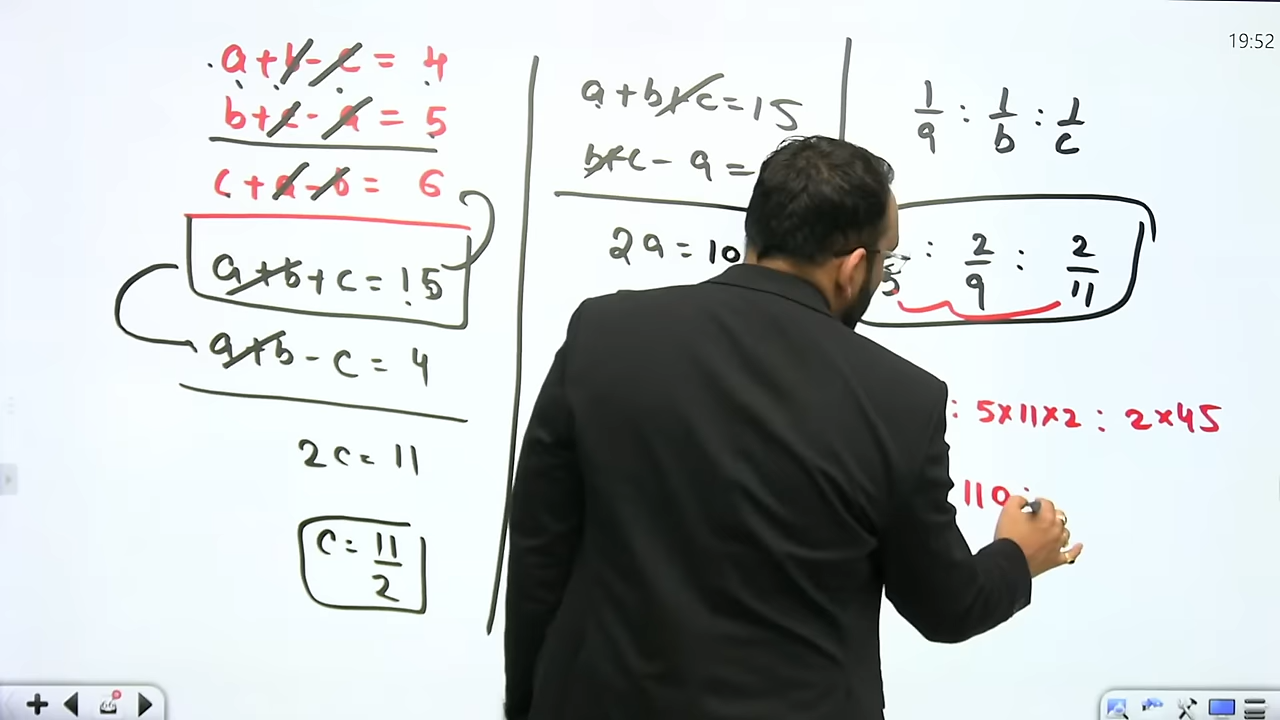 19:52
a+b-c = 4
b+c-a = 5
c+a-b = 6
a+b+c = 15
a+b-c = 4
2c = 11
c = 11/2
a+b+c=15
b+c-a =
2a = 10
1/a : 1/b : 1/c
5 : 2/9 : 2/11
: 5×11×2 : 2×45
110 :